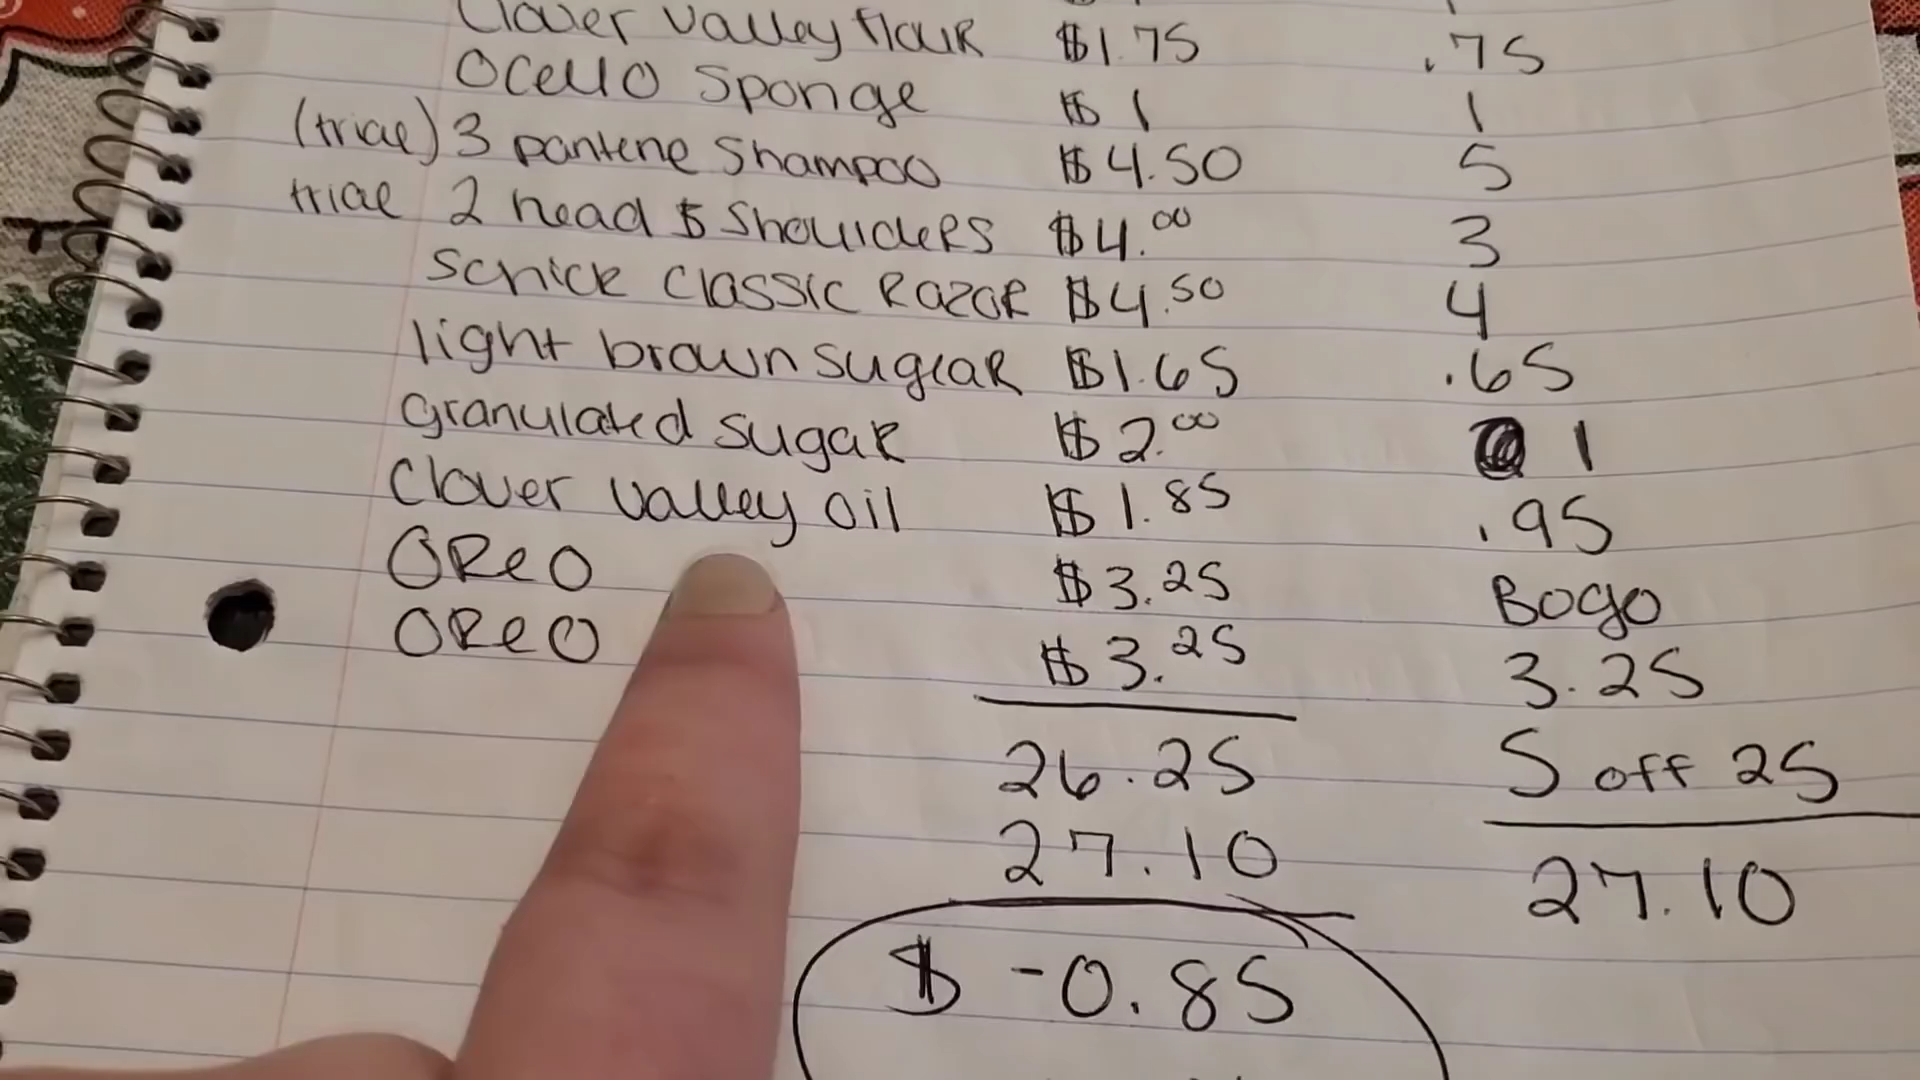 Clover Valley flour $1.75 .75
Ocello Sponge $1 1
(trial) 3 pantene Shampoo $4.50 5
trial 2 head & Shoulders $4.00 3
Schick Classic Razor $4.50 4
light brown sugar $1.65 .65
granulated sugar $2.00 1
Clover Valley oil $1.85 .95
OReO $3.25 Bogo
OReO $3.25 3.25
26.25 5 off 25
27.10 27.10
$ -0.85